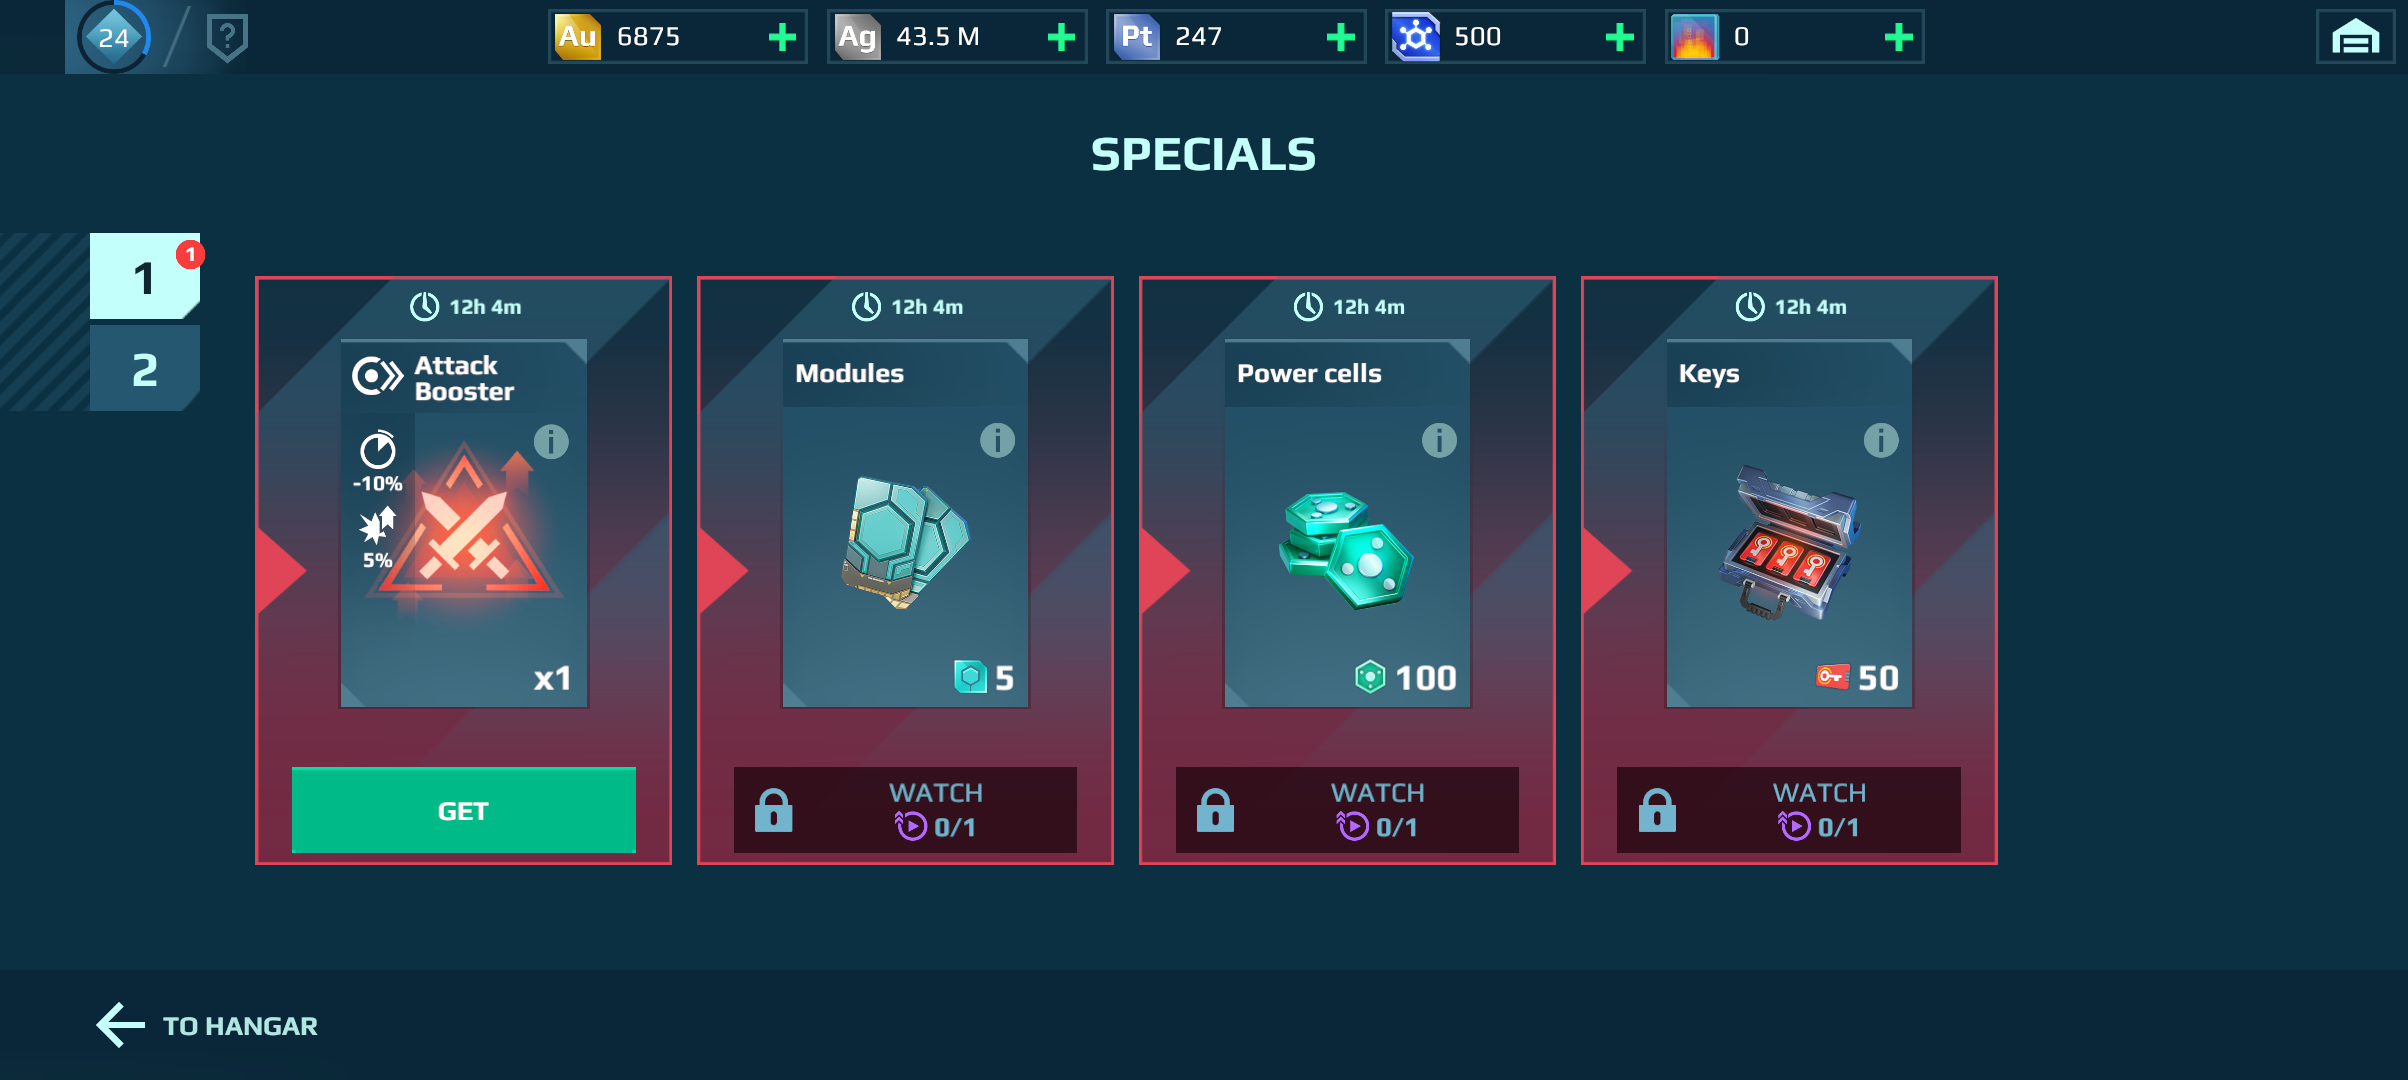 24
?
Au 6875
Ag 43.5 M
Pt 247
500
0
SPECIALS
1
1
2
12h 4m
Attack
Booster
-10%
5%
x1
GET
12h 4m
Modules
5
WATCH
0/1
12h 4m
Power cells
100
WATCH
0/1
12h 4m
Keys
50
WATCH
0/1
TO HANGAR